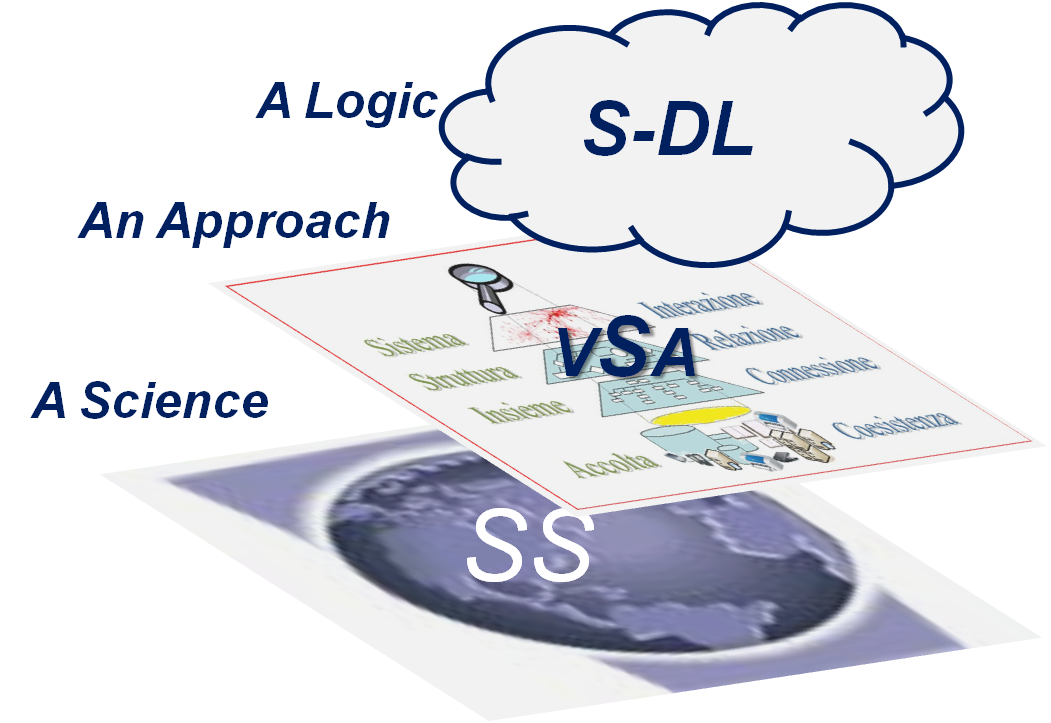 A Logic
S-DL
An Approach
Interazione
Sistema
VSA
Relazione
Struttura
Connessione
Insieme
A Science
Coesistenza
Accolta
SS